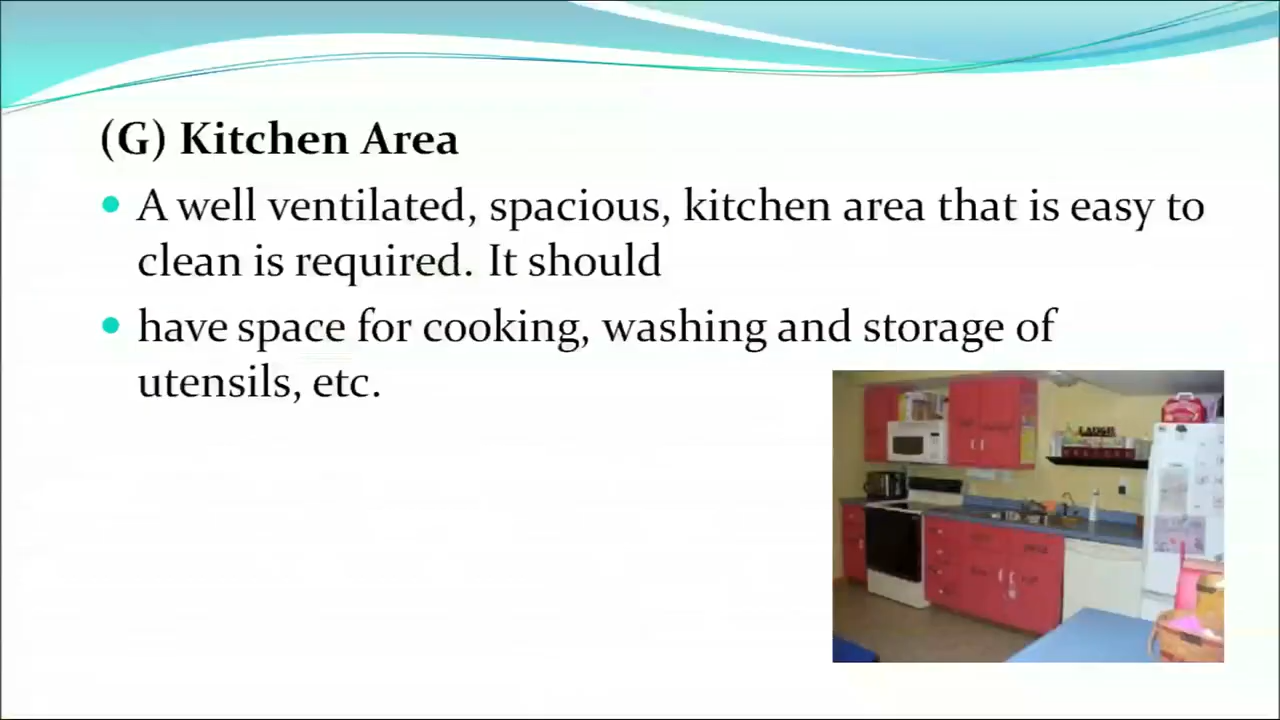 (G) Kitchen Area
A well ventilated, spacious, kitchen area that is easy to
clean is required. It should
have space for cooking, washing and storage of
utensils, etc.